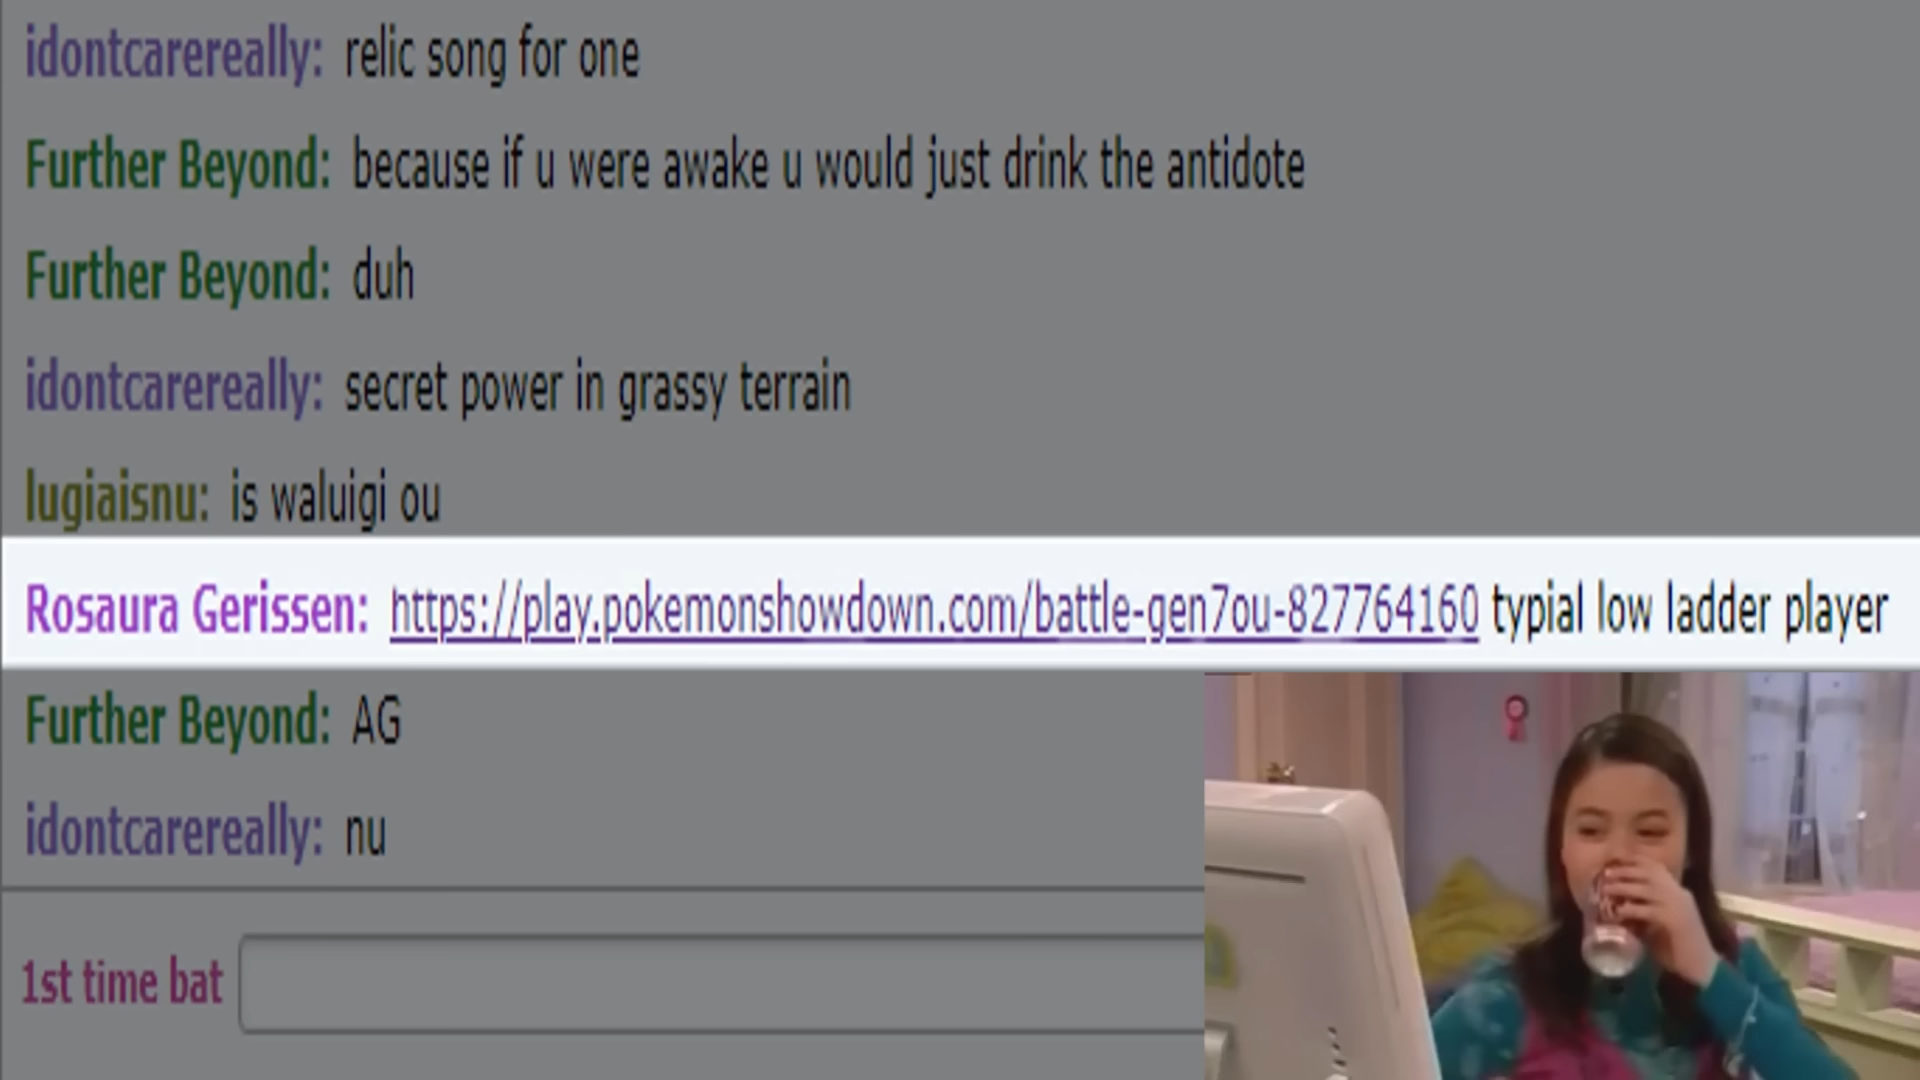 idontcarereally: relic song for one
Further Beyond: because if u were awake u would just drink the antidote
Further Beyond: duh
idontcarereally: secret power in grassy terrain
lugiaisnu: is waluigi ou
Rosaura Gerissen: https://play.pokemonshowdown.com/battle-gen7ou-827764160 typial low ladder player
Further Beyond: AG
idontcarereally: nu
1st time bat